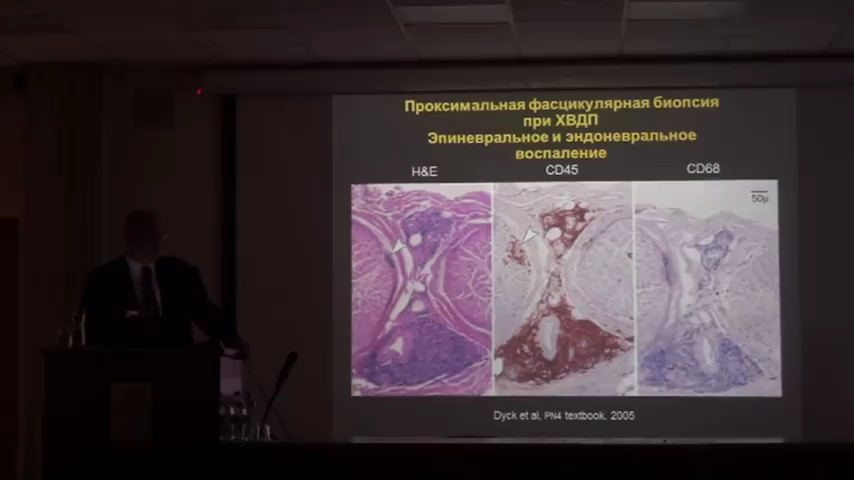 Проксимальная фасцикулярная биопсия
при ХВДП
Эпиневральное и эндоневральное
воспаление
H&E CD45 CD68
50μ
Dyck et al, PN4 textbook, 2005